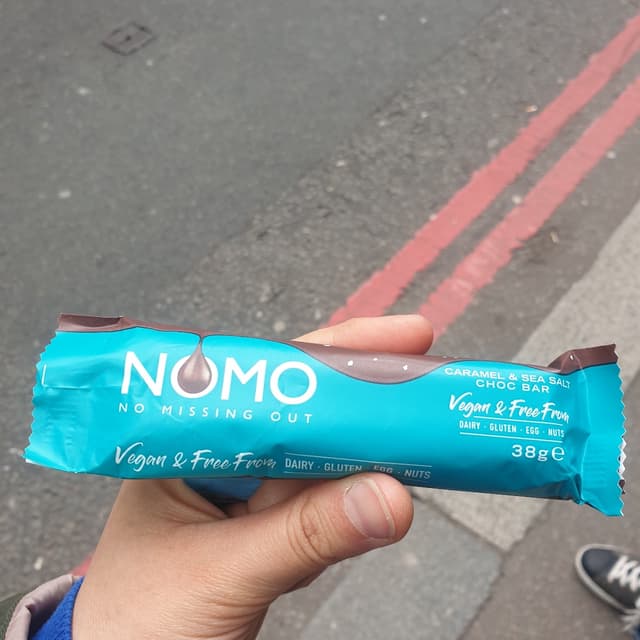 NOMO
NO MISSING OUT
Vegan & Free From
DAIRY · GLUTEN · EGG · NUTS
CARAMEL & SEA SALT
CHOC BAR
Vegan & Free From
DAIRY · GLUTEN · EGG · NUTS
38g℮